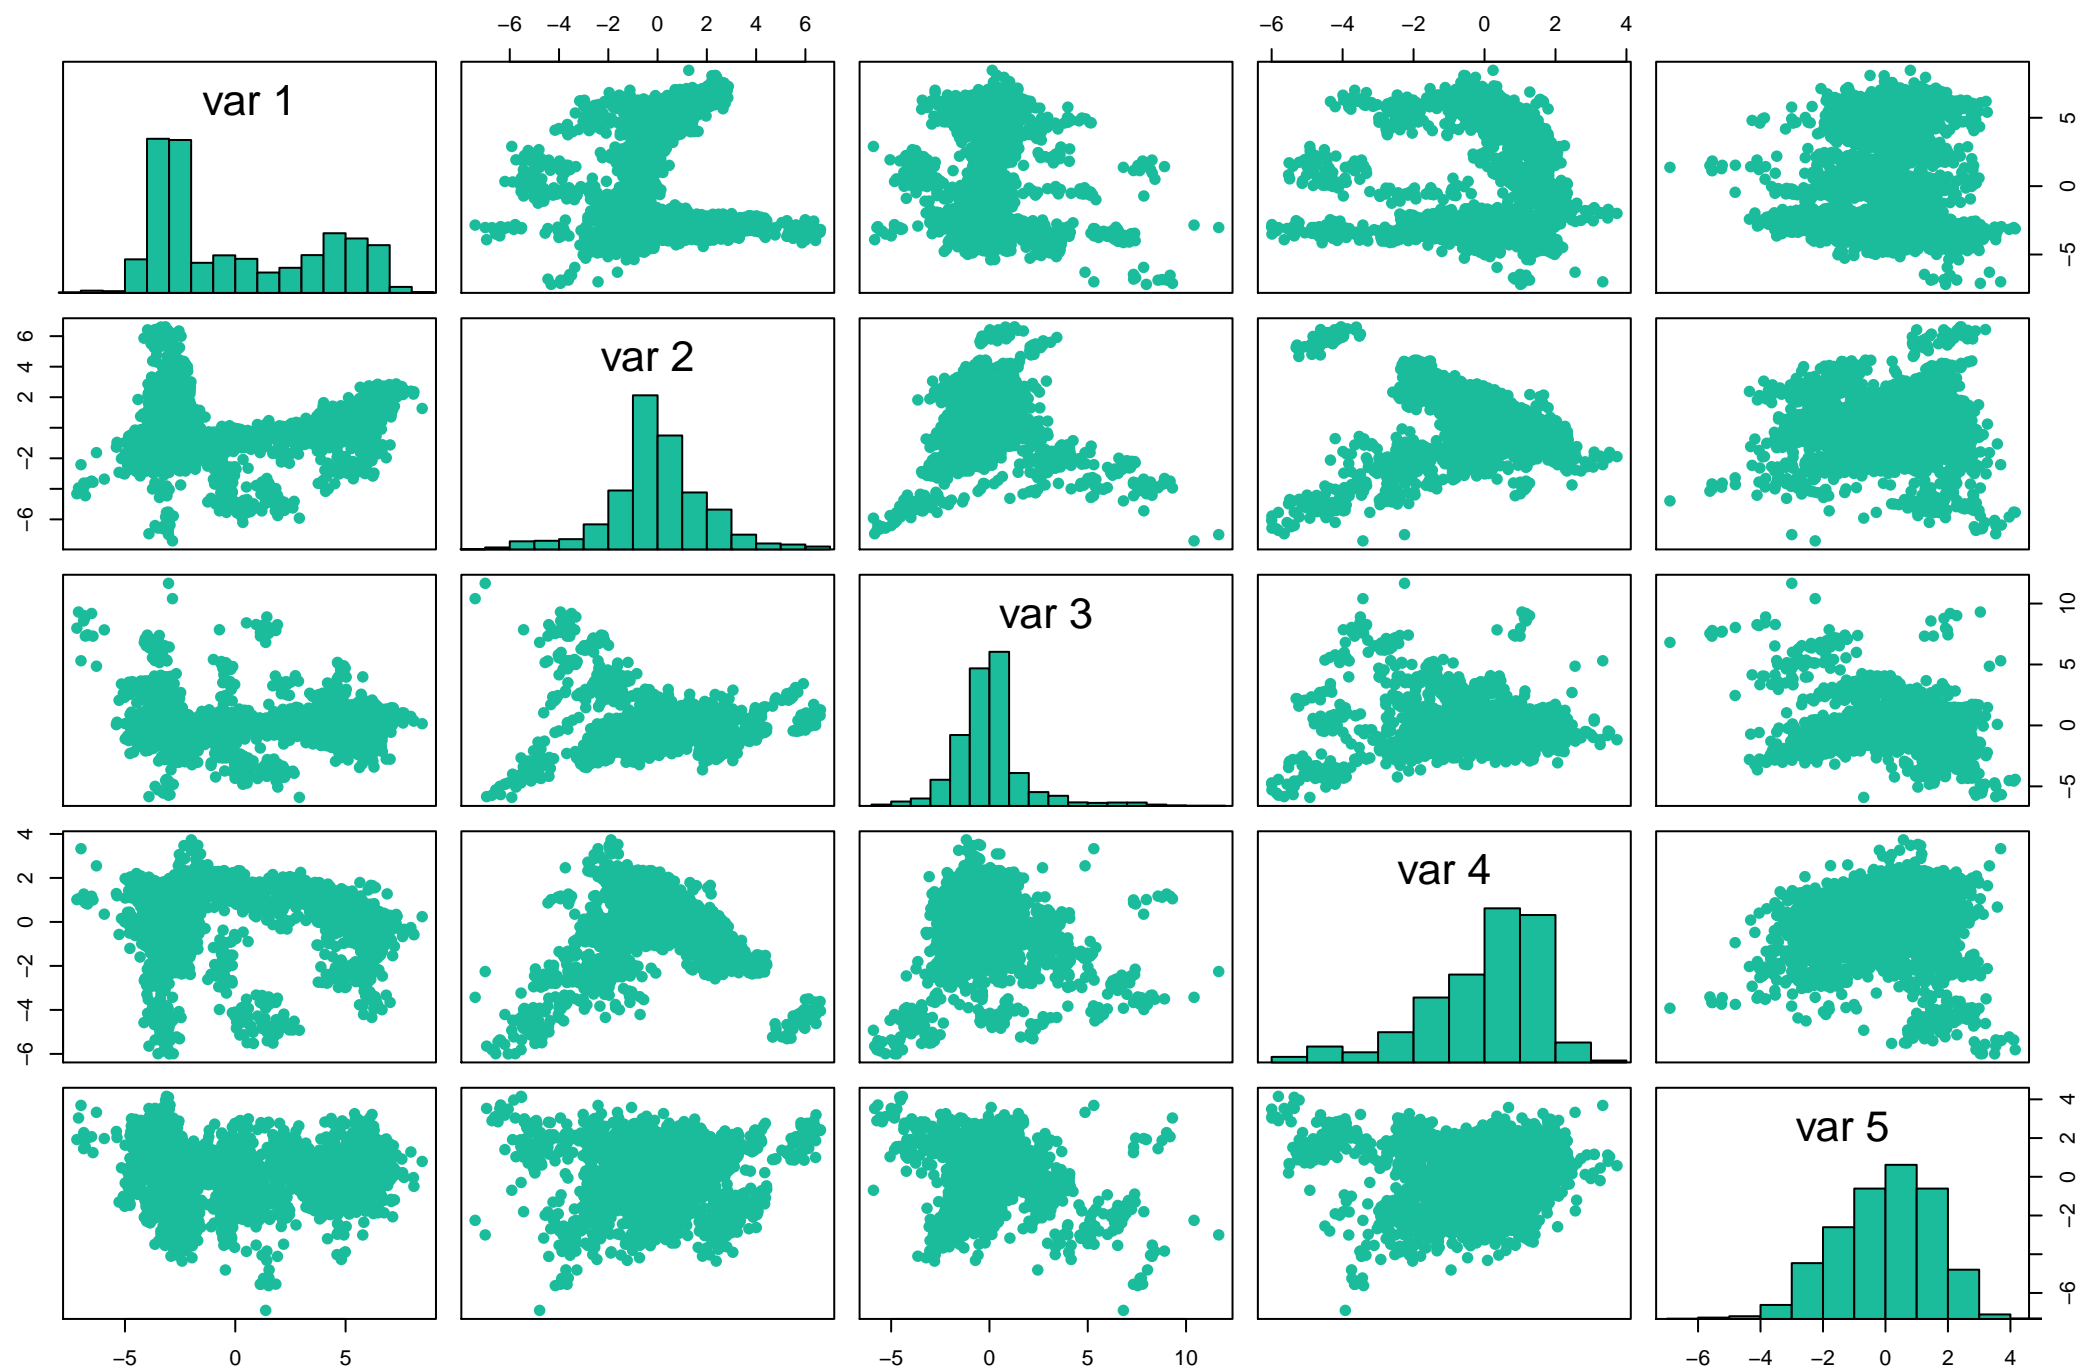 −6 −4 −2 0 2 4 6 −6 −4 −2 0 2 4
var 1
−5 0 5
−6 −2 2 4 6
var 2
var 3
−5 0 5 10
−6 −4 −2 0 2 4
var 4
var 5
−6 −2 0 2 4
−5 0 5 −5 0 5 10 −6 −4 −2 0 2 4